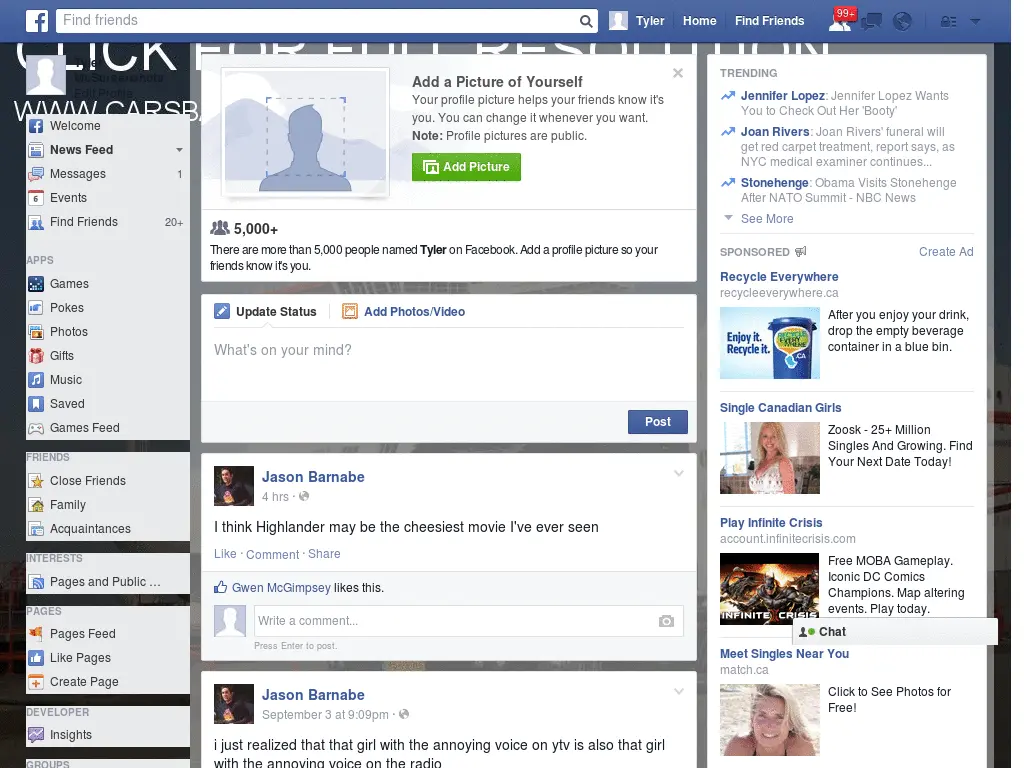 Find friends
Tyler
Home
Find Friends
99+
CLICK FOR FULL RESOLUTION
Tyler
McScreenshots
Edit Profile
Welcome
News Feed
Messages 1
Events
Find Friends 20+
APPS
Games
Pokes
Photos
Gifts
Music
Saved
Games Feed
FRIENDS
Close Friends
Family
Acquaintances
INTERESTS
Pages and Public ...
PAGES
Pages Feed
Like Pages
Create Page
DEVELOPER
Insights
GROUPS
Add a Picture of Yourself
Your profile picture helps your friends know it's
you. You can change it whenever you want.
Note: Profile pictures are public.
Add Picture
5,000+
There are more than 5,000 people named Tyler on Facebook. Add a profile picture so your
friends know it's you.
Update Status
Add Photos/Video
What's on your mind?
Post
Jason Barnabe
4 hrs ·
I think Highlander may be the cheesiest movie I've ever seen
Like · Comment · Share
Gwen McGimpsey likes this.
Write a comment...
Press Enter to post.
Jason Barnabe
September 3 at 9:09pm ·
i just realized that that girl with the annoying voice on ytv is also that girl
with the annoying voice on the radio
TRENDING
Jennifer Lopez: Jennifer Lopez Wants
You to Check Out Her 'Booty'
Joan Rivers: Joan Rivers' funeral will
get red carpet treatment, report says, as
NYC medical examiner continues...
Stonehenge: Obama Visits Stonehenge
After NATO Summit - NBC News
See More
SPONSORED
Create Ad
Recycle Everywhere
recycleeverywhere.ca
Enjoy it.
Recycle it.
RECYCLE
EVERY
WHERE
.CA
After you enjoy your drink,
drop the empty beverage
container in a blue bin.
Single Canadian Girls
Zoosk - 25+ Million
Singles And Growing. Find
Your Next Date Today!
Play Infinite Crisis
account.infinitecrisis.com
INFINITE CRISIS
Free MOBA Gameplay.
Iconic DC Comics
Champions. Map altering
events. Play today.
Chat
Meet Singles Near You
match.ca
Click to See Photos for
Free!